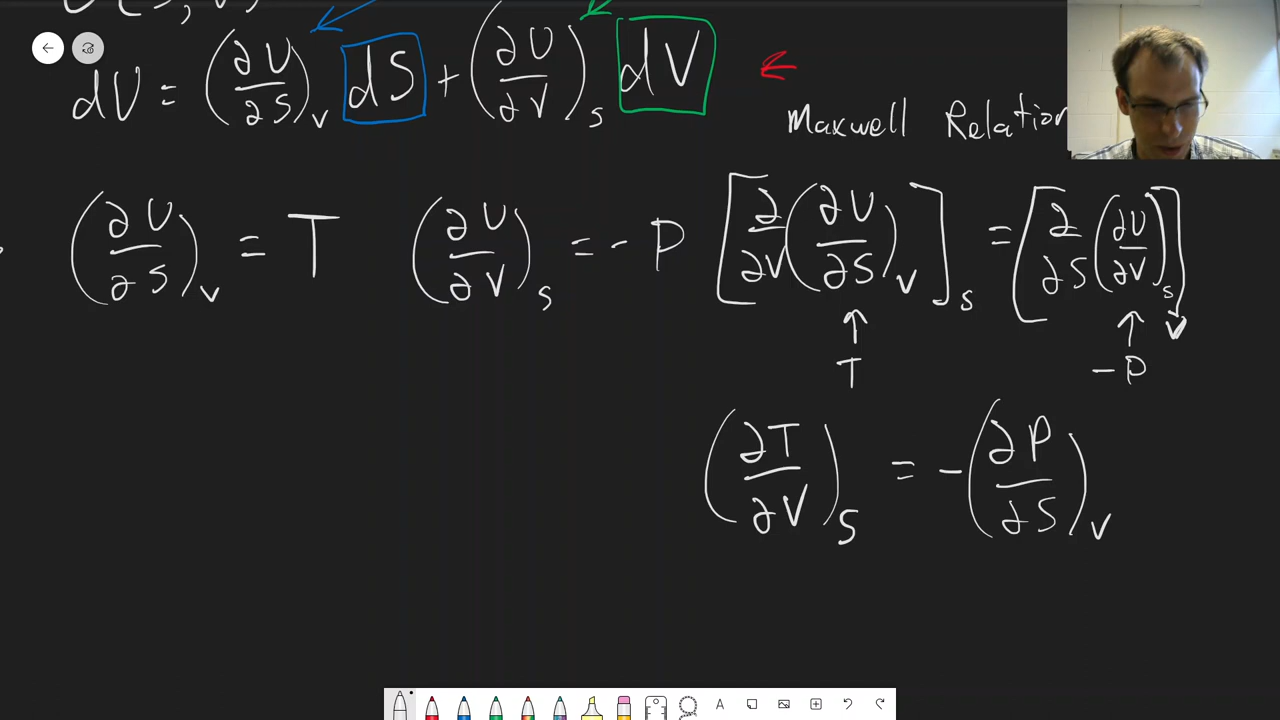 U(S, V)
dU = (∂U/∂S)_V dS + (∂U/∂V)_S dV
Maxwell Relation
(∂U/∂S)_V = T (∂U/∂V)_S = - P [∂/∂V (∂U/∂S)_V]_S = [∂/∂S (∂U/∂V)_S]_V
T
-P
(∂T/∂V)_S = -(∂P/∂S)_V
A